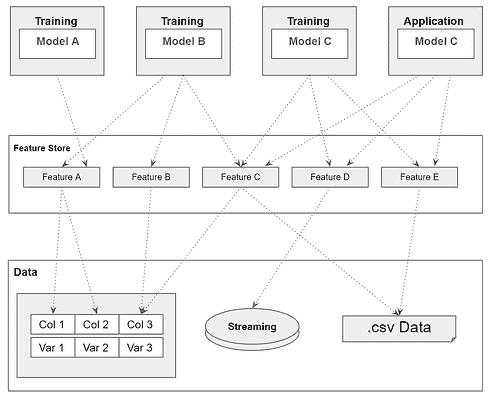 Training Training Training Application
Model A Model B Model C Model C
Feature Store
Feature A Feature B Feature C Feature D Feature E
Data
Col 1 Col 2 Col 3
Var 1 Var 2 Var 3
Streaming
.csv Data